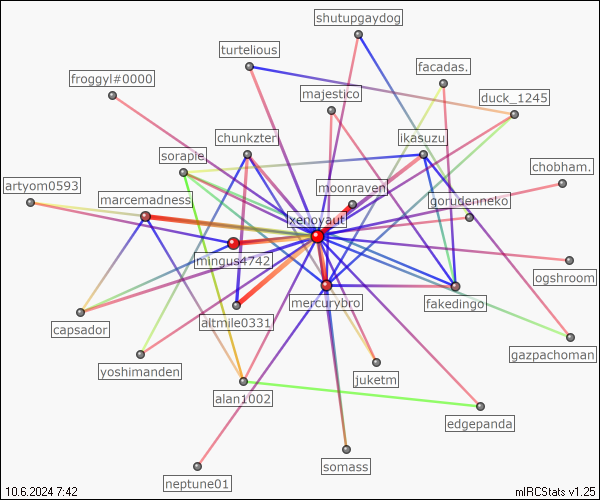 shutupgaydog
turtelious
facadas.
froggyl#0000
majestico
duck_1245
chunkzter
ikasuzu
sorapie
chobham.
artyom0593
moonraven
marcemadness
gorudenneko
xenoyaut
mingus4742
ogshroom
mercurybro
fakedingo
altmile0331
capsador
gazpachoman
yoshimanden
juketm
alan1002
edgepanda
somass
neptune01
10.6.2024 7:42
mIRCStats v1.25